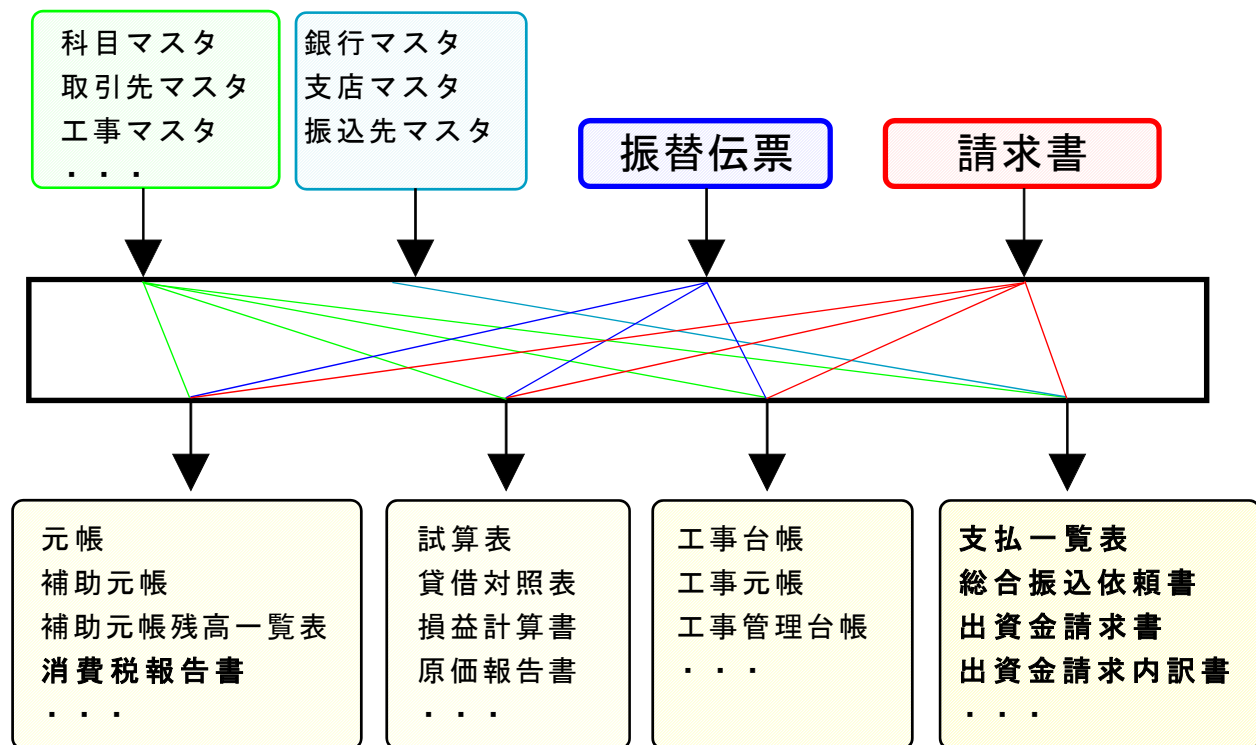 科目マスタ
取引先マスタ
工事マスタ
・・・
銀行マスタ
支店マスタ
振込先マスタ
振替伝票
請求書
元帳
補助元帳
補助元帳残高一覧表
消費税報告書
・・・
試算表
貸借対照表
損益計算書
原価報告書
・・・
工事台帳
工事元帳
工事管理台帳
・・・
支払一覧表
総合振込依頼書
出資金請求書
出資金請求内訳書
・・・